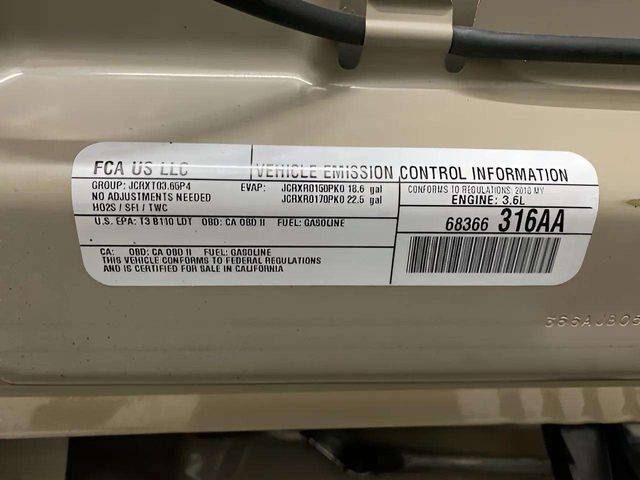 FCA US LLC
VEHICLE EMISSION CONTROL INFORMATION
GROUP: JCRXT03.65P4
EVAP: JCRXR0150PK0 18.6 gal
CONFORMS TO REGULATIONS: 2018 MY
NO ADJUSTMENTS NEEDED
JCRXR0170PK0 22.5 gal
ENGINE: 3.6L
HO2S / SFI / TWC
U.S. EPA: T3 B110 LDT OBD: CA OBD II FUEL: GASOLINE
68366 316AA
CA: OBD: CA OBD II FUEL: GASOLINE
THIS VEHICLE CONFORMS TO FEDERAL REGULATIONS
AND IS CERTIFIED FOR SALE IN CALIFORNIA